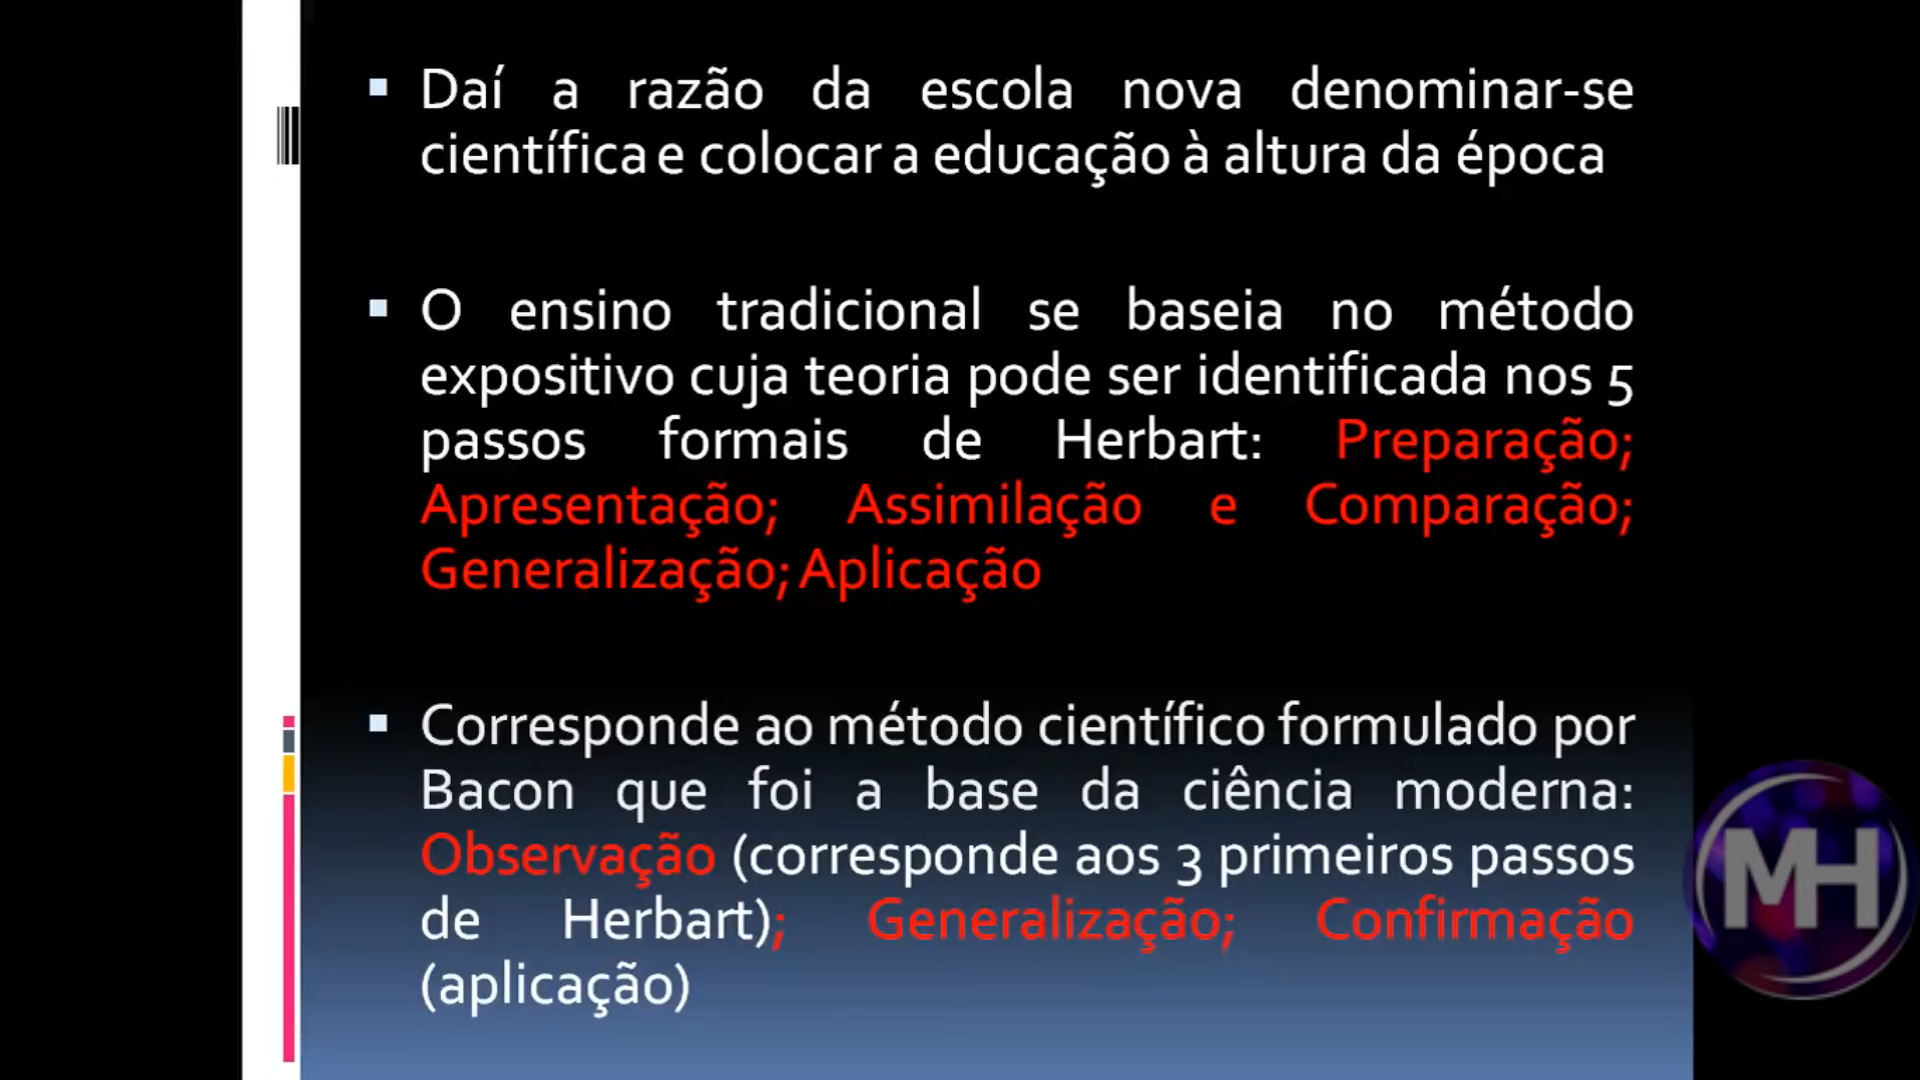 Daí a razão da escola nova denominar-se
científica e colocar a educação à altura da época
O ensino tradicional se baseia no método
expositivo cuja teoria pode ser identificada nos 5
passos formais de Herbart: Preparação;
Apresentação; Assimilação e Comparação;
Generalização; Aplicação
Corresponde ao método científico formulado por
Bacon que foi a base da ciência moderna:
Observação (corresponde aos 3 primeiros passos
de Herbart); Generalização; Confirmação
(aplicação)
MH